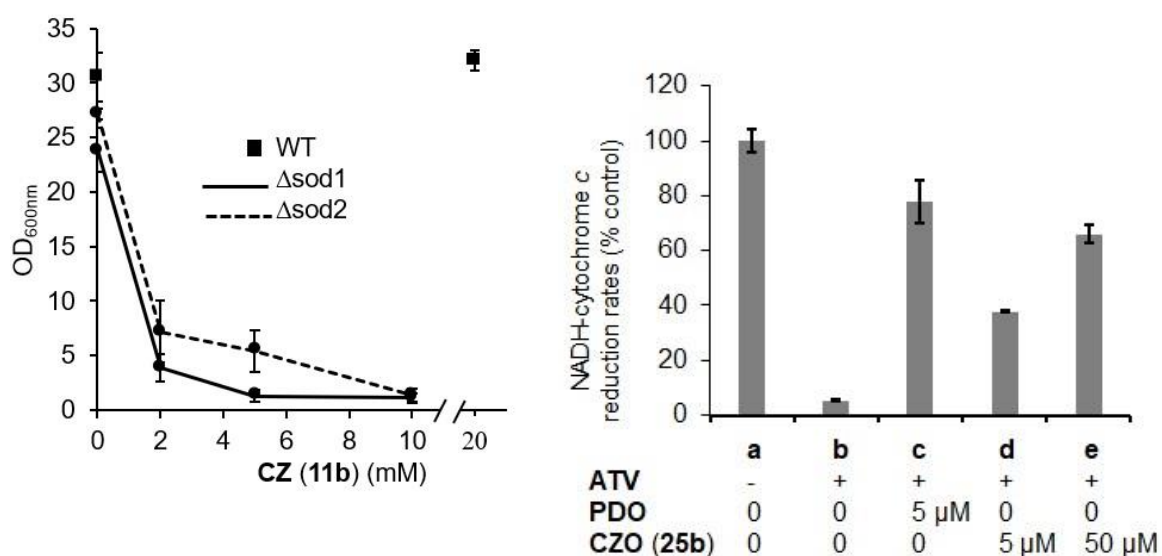 35
30
25
20
15
10
5
0
OD600nm
WT
Δsod1
Δsod2
0 2 4 6 8 10 20
CZ (11b) (mM)
120
100
80
60
40
20
0
NADH-cytochrome c
reduction rates (% control)
a b c d e
ATV - + + + +
PDO 0 0 5 µM 0 0
CZO (25b) 0 0 0 5 µM 50 µM